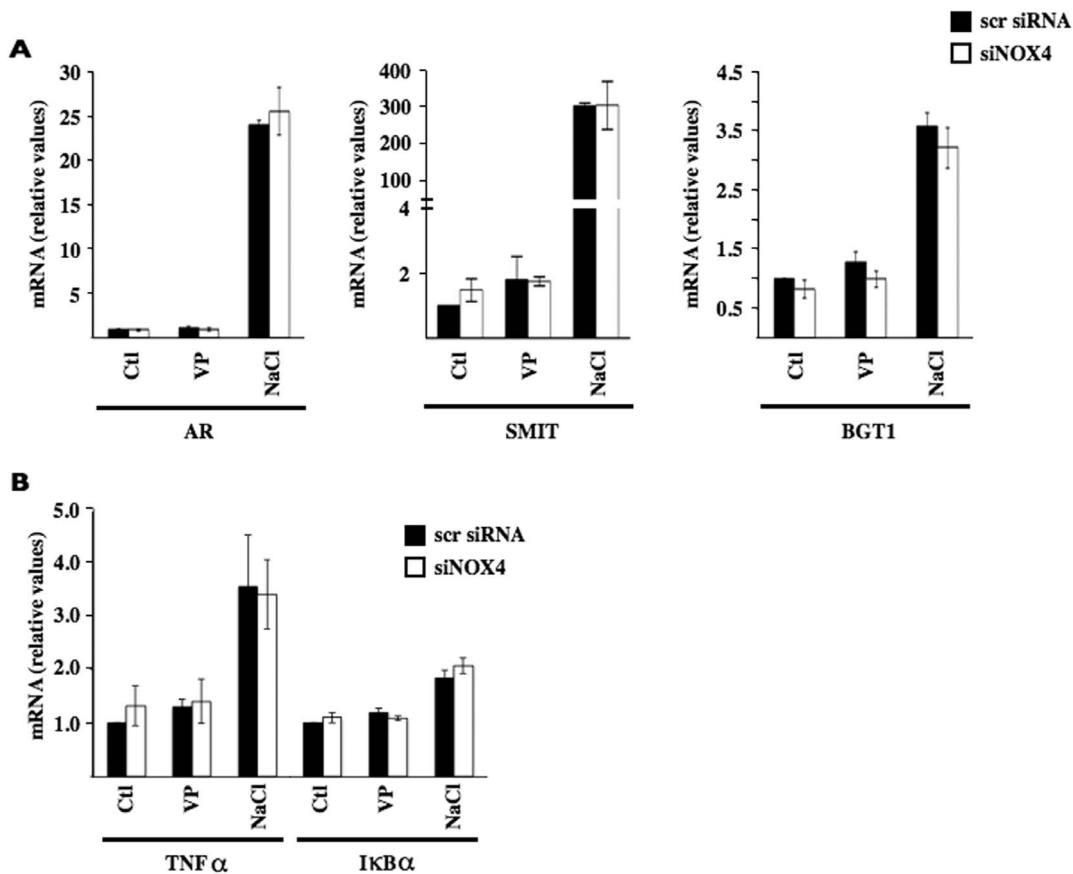 scr siRNA
siNOX4
A
mRNA (relative values)
30
25
20
15
10
5
Ctl
VP
NaCl
AR
mRNA (relative values)
400
300
200
100
4
2
Ctl
VP
NaCl
SMIT
mRNA (relative values)
4.5
3.5
2.5
1.5
0.5
Ctl
VP
NaCl
BGT1
B
mRNA (relative values)
5.0
4.0
3.0
2.0
1.0
scr siRNA
siNOX4
Ctl
VP
NaCl
Ctl
VP
NaCl
TNFα
IκBα